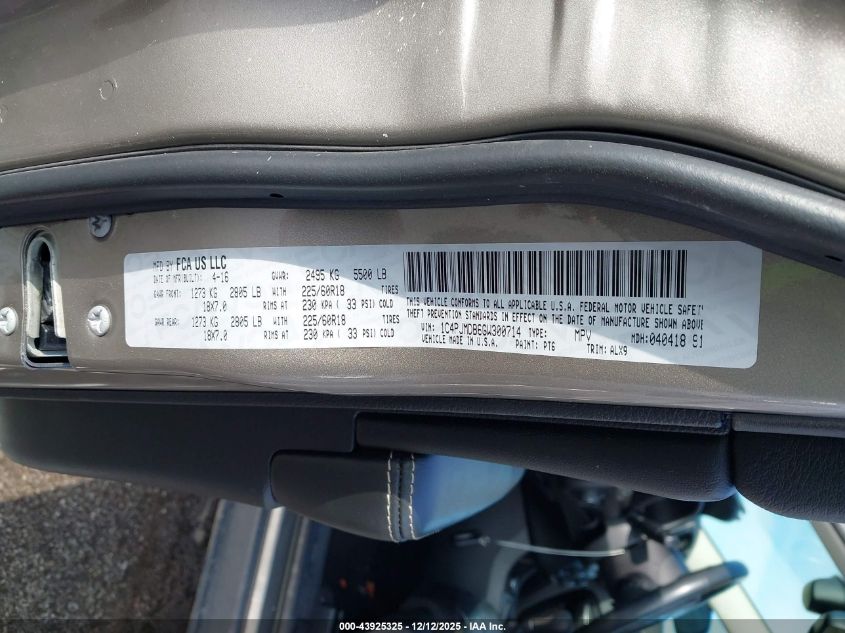 MFD BY FCA US LLC
DATE OF MFR(BUILT): 4-16 GVWR: 2495 KG 5500 LB
GAWR FRONT: 1273 KG 2805 LB WITH 225/60R18 TIRES
18X7.0 RIMS AT 230 KPA ( 33 PSI) COLD
GAWR REAR: 1273 KG 2805 LB WITH 225/60R18 TIRES
18X7.0 RIMS AT 230 KPA ( 33 PSI) COLD
THIS VEHICLE CONFORMS TO ALL APPLICABLE U.S.A. FEDERAL MOTOR VEHICLE SAFETY
THEFT PREVENTION STANDARDS IN EFFECT ON THE DATE OF MANUFACTURE SHOWN ABOVE
VIN: 1C4PJMDB6GW300714 TYPE: MPV MDH: 040418 91
VEHICLE MADE IN U.S.A. PAINT: PT6 TRIM: ALX9
000-43925325 - 12/12/2025 - IAA Inc.